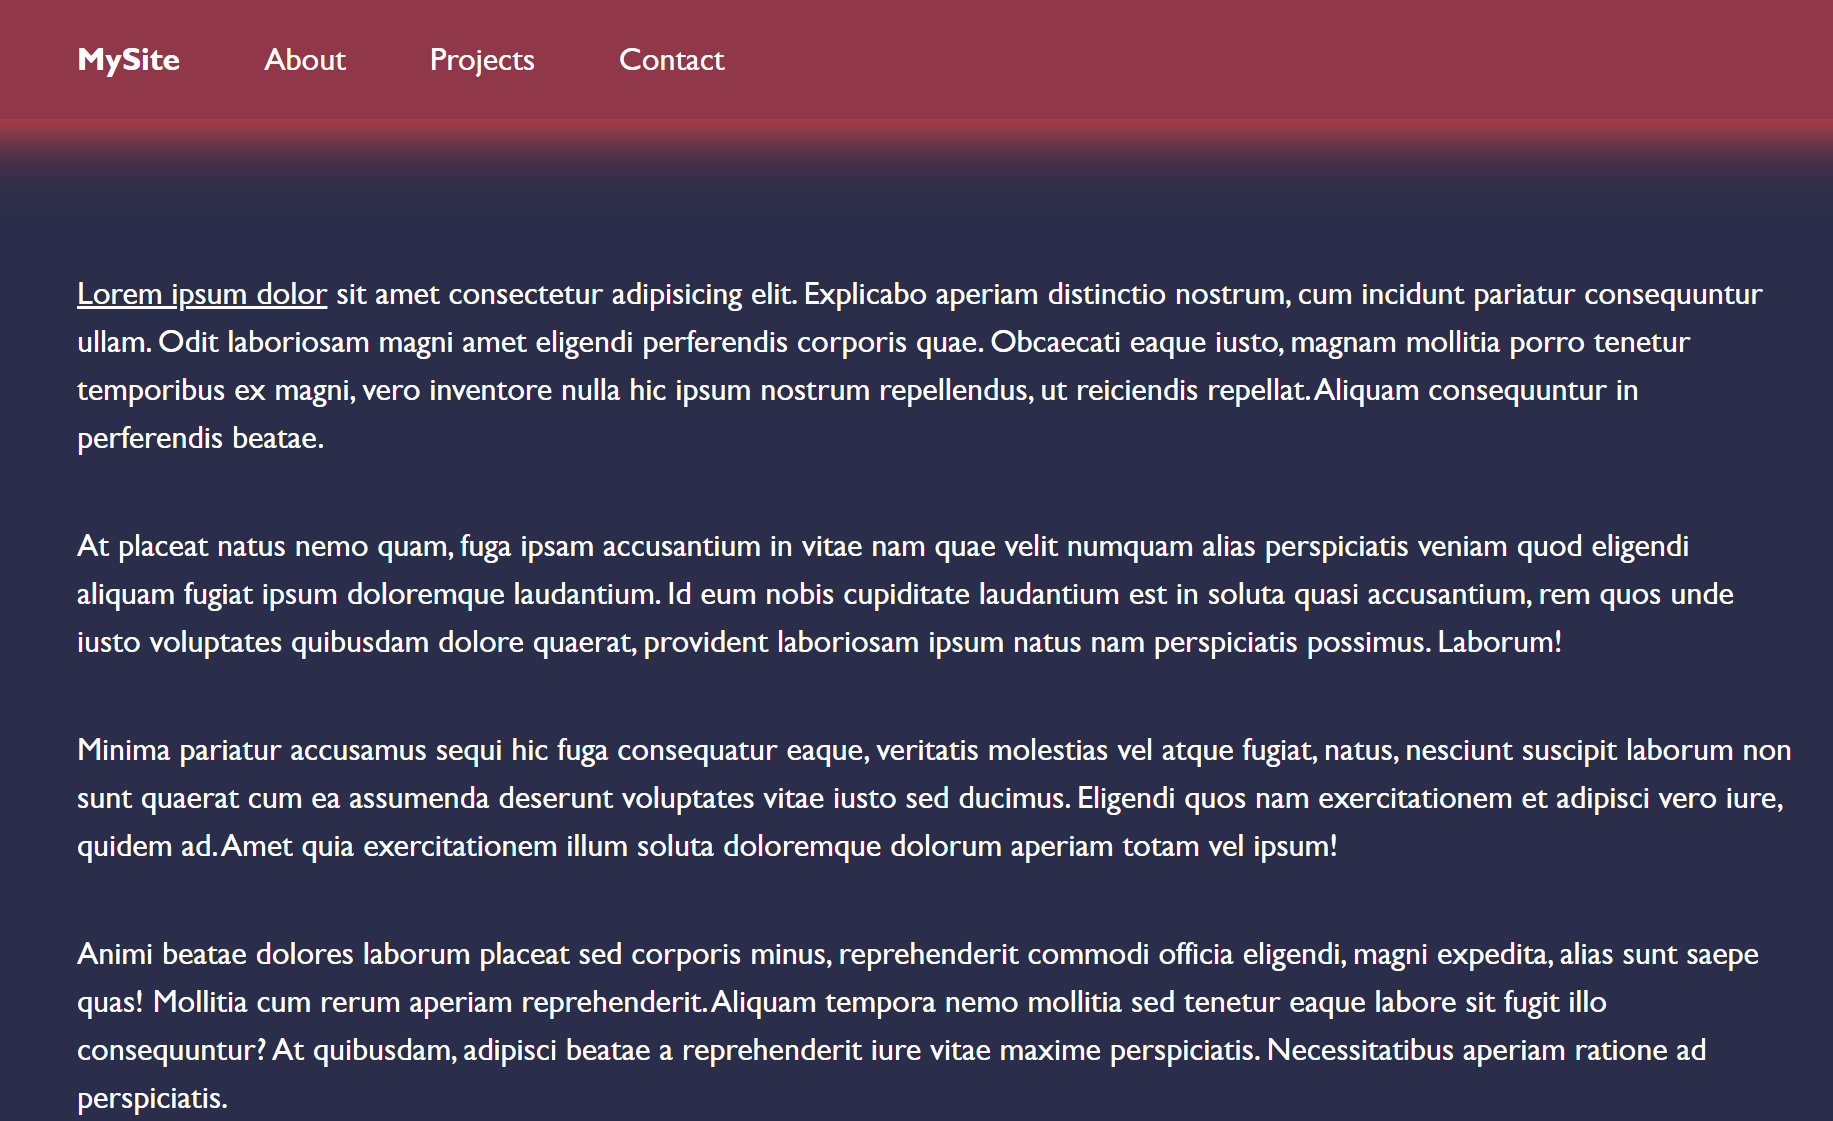 MySite About Projects Contact
Lorem ipsum dolor sit amet consectetur adipisicing elit. Explicabo aperiam distinctio nostrum, cum incidunt pariatur consequuntur
ullam. Odit laboriosam magni amet eligendi perferendis corporis quae. Obcaecati eaque iusto, magnam mollitia porro tenetur
temporibus ex magni, vero inventore nulla hic ipsum nostrum repellendus, ut reiciendis repellat. Aliquam consequuntur in
perferendis beatae.
At placeat natus nemo quam, fuga ipsam accusantium in vitae nam quae velit numquam alias perspiciatis veniam quod eligendi
aliquam fugiat ipsum doloremque laudantium. Id eum nobis cupiditate laudantium est in soluta quasi accusantium, rem quos unde
iusto voluptates quibusdam dolore quaerat, provident laboriosam ipsum natus nam perspiciatis possimus. Laborum!
Minima pariatur accusamus sequi hic fuga consequatur eaque, veritatis molestias vel atque fugiat, natus, nesciunt suscipit laborum non
sunt quaerat cum ea assumenda deserunt voluptates vitae iusto sed ducimus. Eligendi quos nam exercitationem et adipisci vero iure,
quidem ad. Amet quia exercitationem illum soluta doloremque dolorum aperiam totam vel ipsum!
Animi beatae dolores laborum placeat sed corporis minus, reprehenderit commodi officia eligendi, magni expedita, alias sunt saepe
quas! Mollitia cum rerum aperiam reprehenderit. Aliquam tempora nemo mollitia sed tenetur eaque labore sit fugit illo
consequuntur? At quibusdam, adipisci beatae a reprehenderit iure vitae maxime perspiciatis. Necessitatibus aperiam ratione ad
perspiciatis.